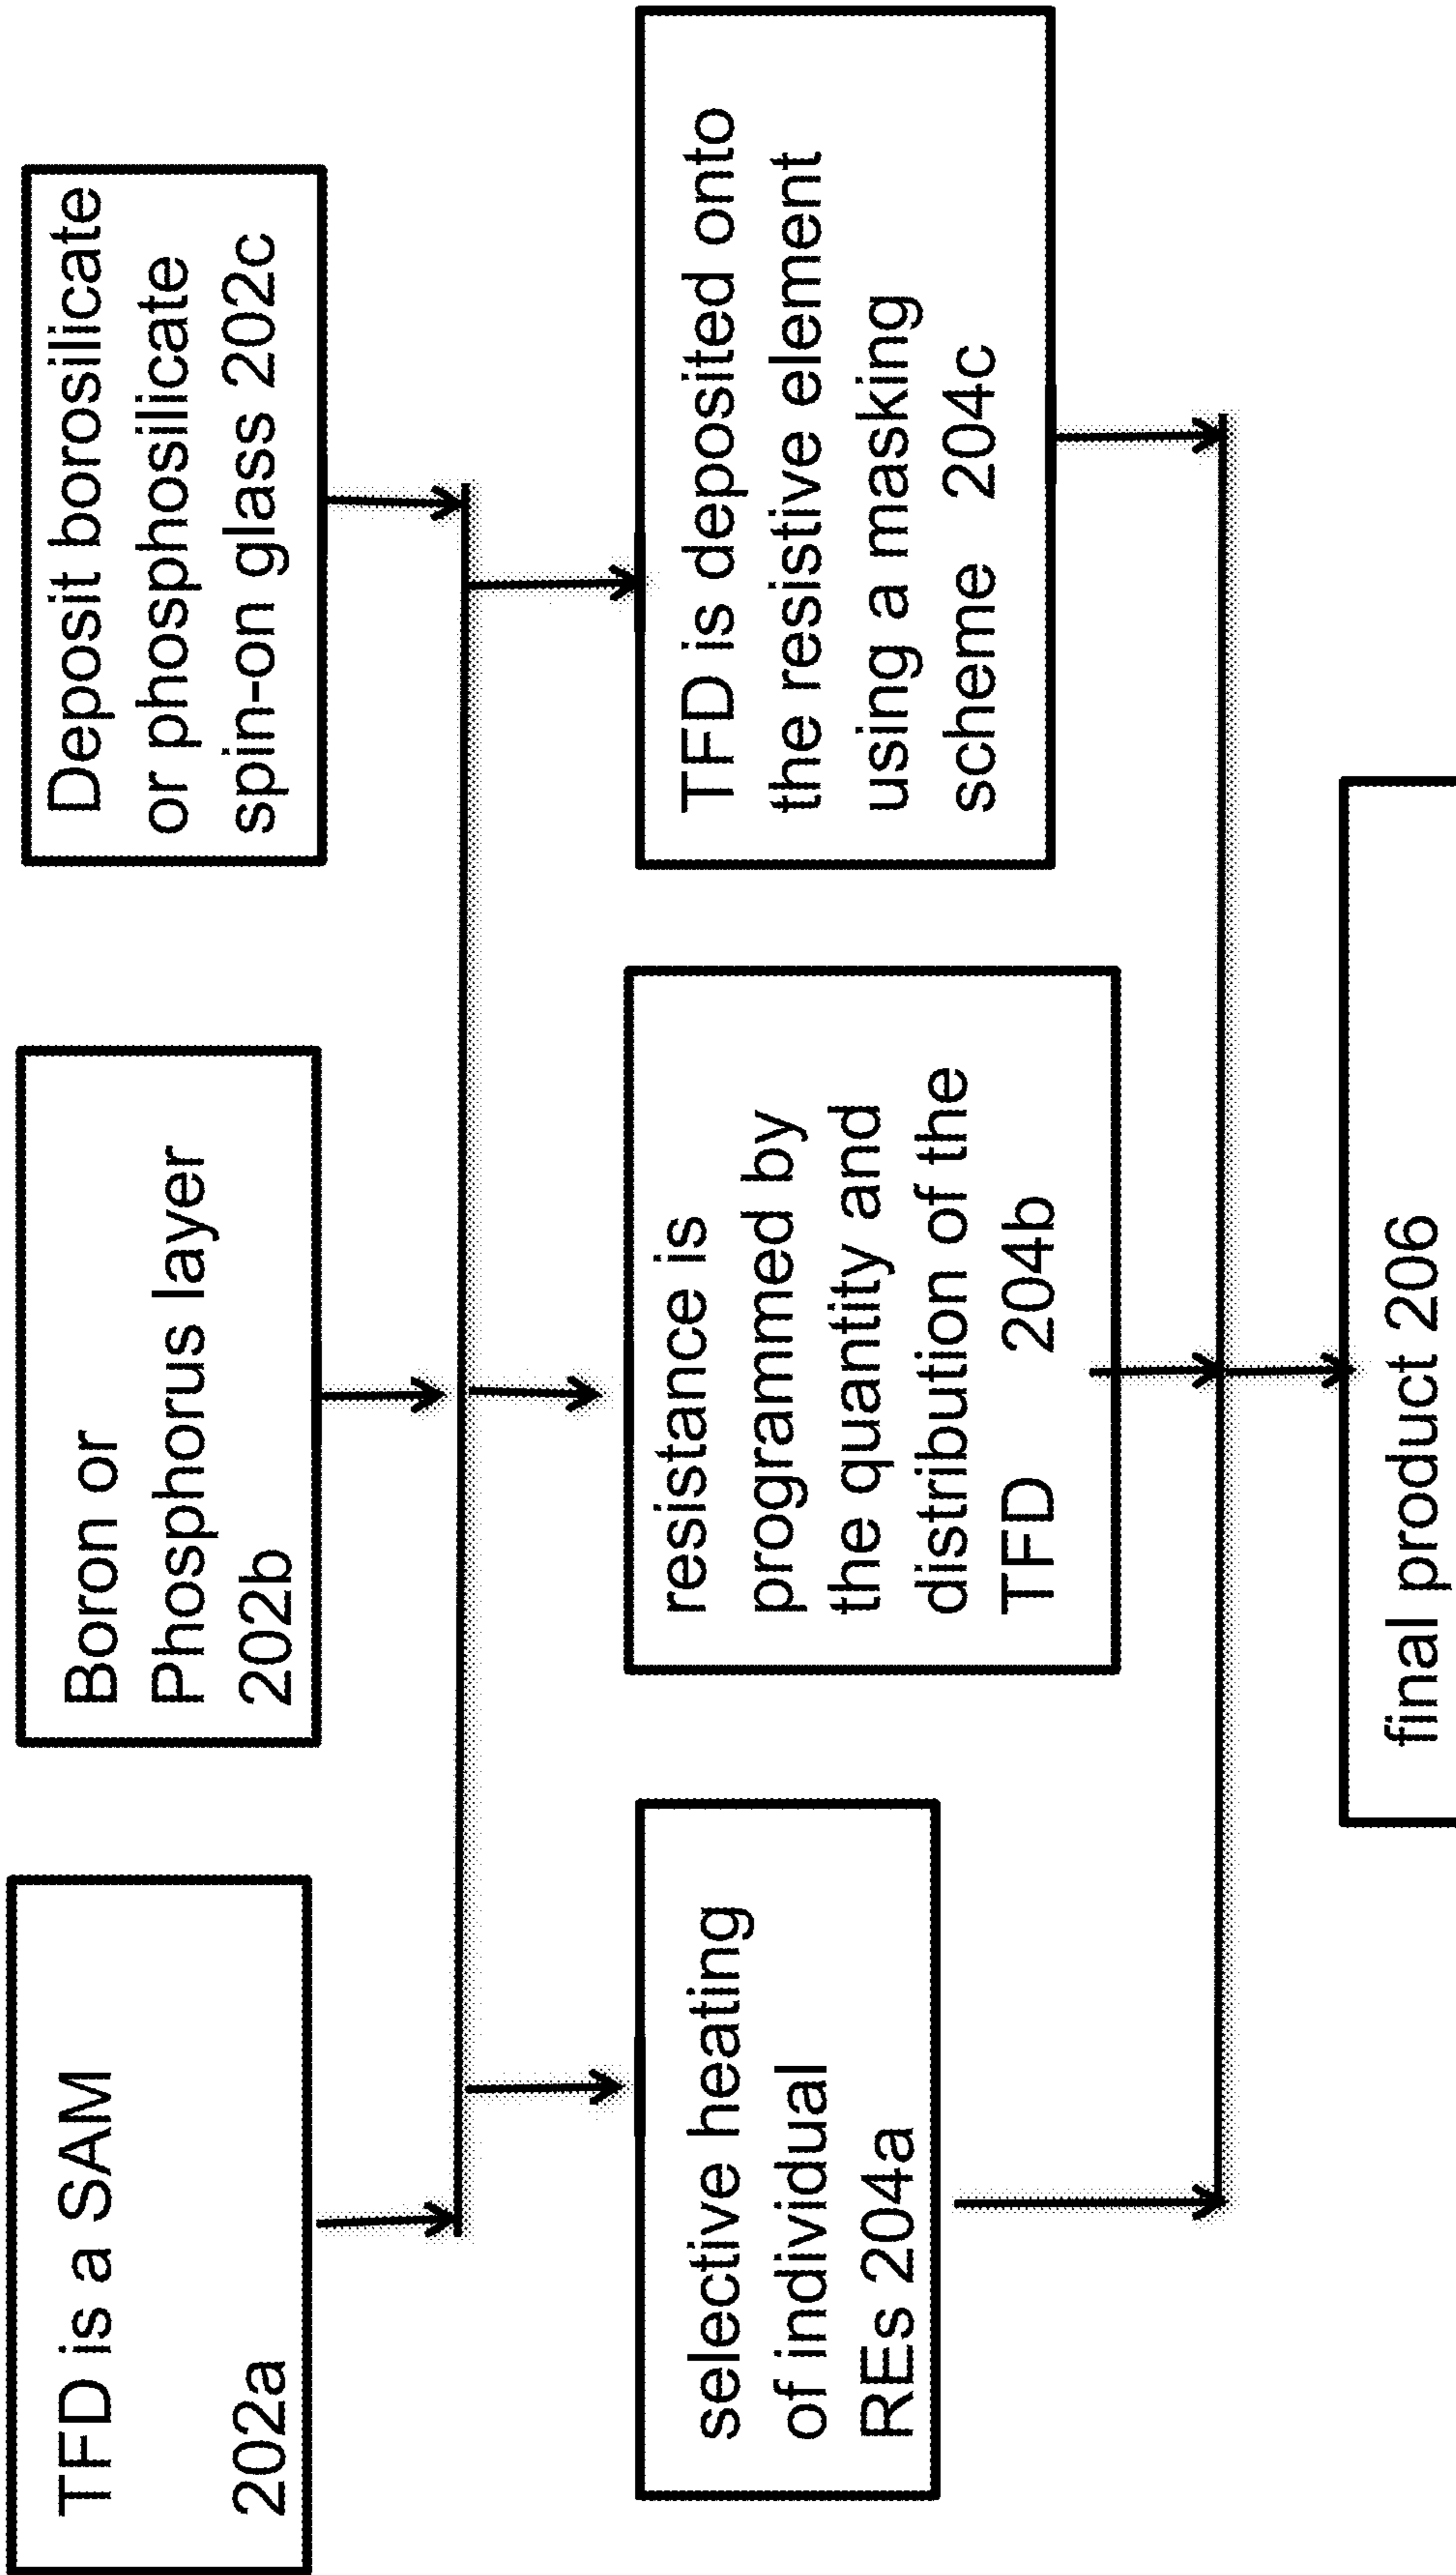 TFD is a SAM
202a
Boron or
Phosphorus layer
202b
Deposit borosilicate
or phosphosillicate
spin-on glass 202c
selective heating
of individual
REs 204a
resistance is
programmed by
the quantity and
distribution of the
TFD 204b
TFD is deposited onto
the resistive element
using a masking
scheme 204c
final product 206